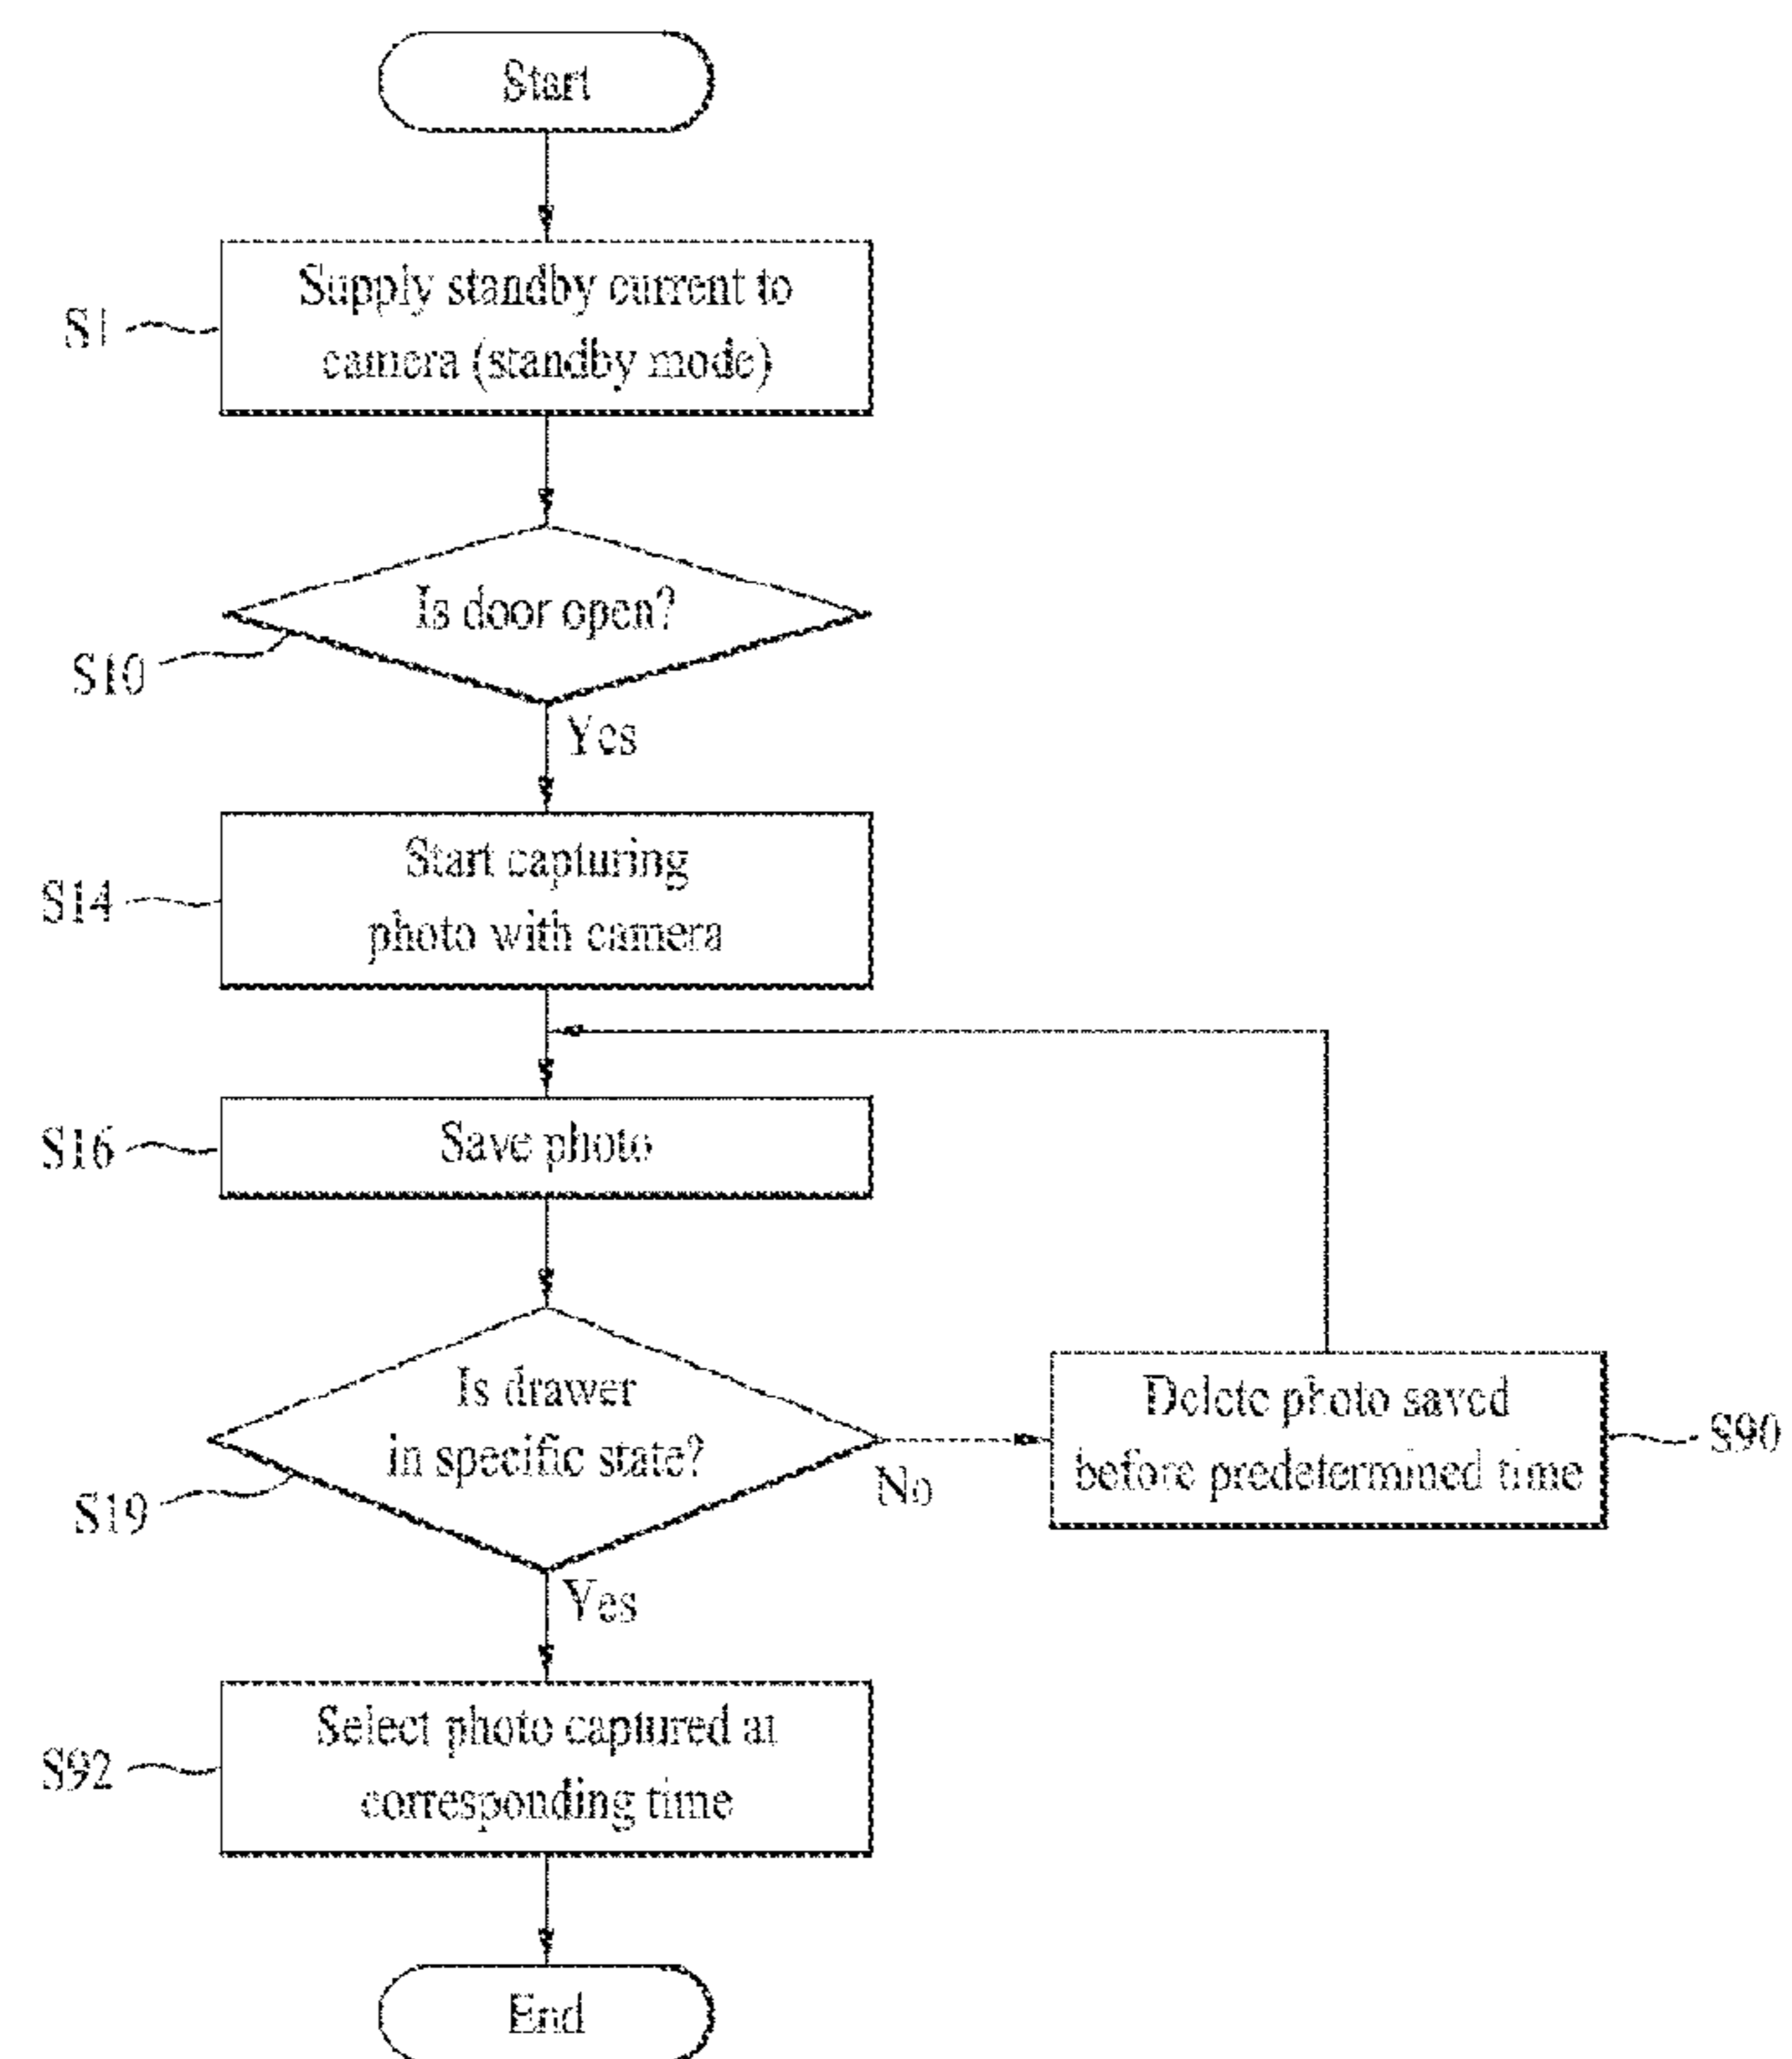 Start
S1
Supply standby current to
camera (standby mode)
Is door open?
S10
Yes
S14
Start capturing
photo with camera
S16
Save photo
Is drawer
in specific state?
S19
No
Delete photo saved
before predetermined time
S90
Yes
S92
Select photo captured at
corresponding time
End